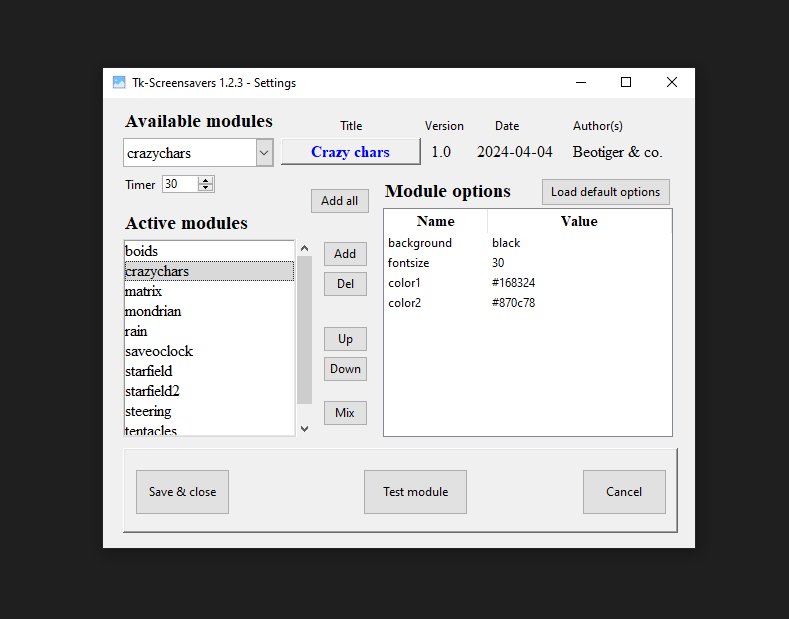 Tk-Screensavers 1.2.3 - Settings
Available modules
Title Version Date Author(s)
crazychars Crazy chars 1.0 2024-04-04 Beotiger & co.
Timer 30
Add all
Module options
Load default options
Active modules
boids
crazychars
matrix
mondrian
rain
saveoclock
starfield
starfield2
steering
tentacles
Add
Del
Up
Down
Mix
Name Value
background black
fontsize 30
color1 #168324
color2 #870c78
Save & close Test module Cancel